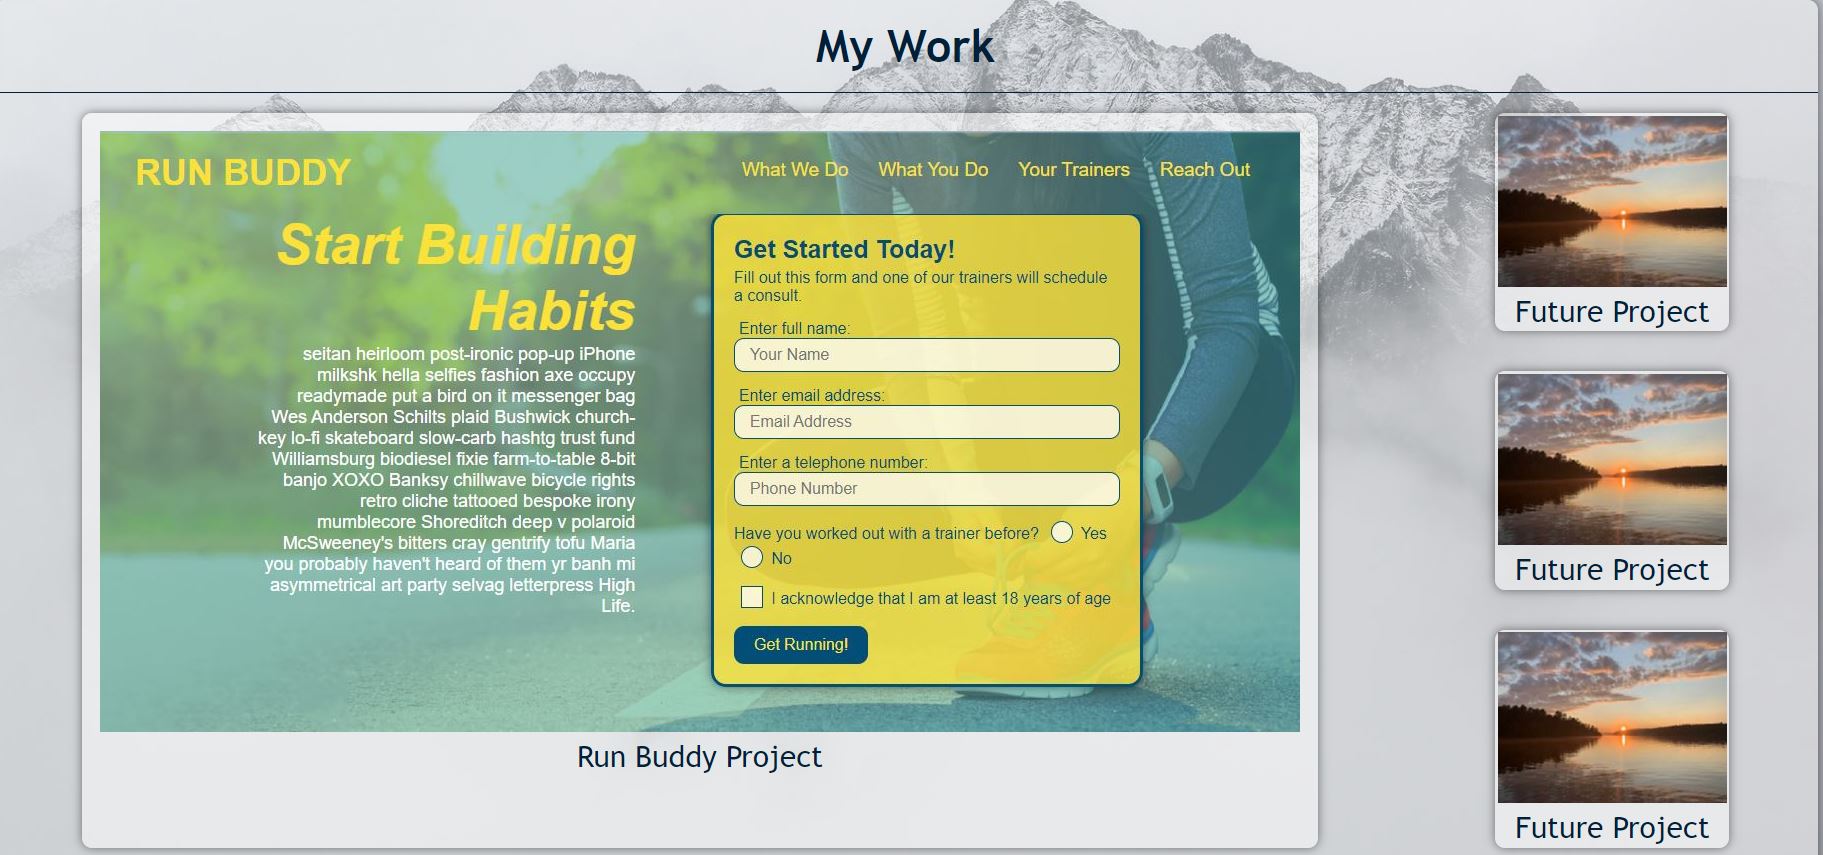 My Work
RUN BUDDY
What We Do
What You Do
Your Trainers
Reach Out
Start Building
Habits
seitan heirloom post-ironic pop-up iPhone
milkshk hella selfies fashion axe occupy
readymade put a bird on it messenger bag
Wes Anderson Schilts plaid Bushwick church-
key lo-fi skateboard slow-carb hashtg trust fund
Williamsburg biodiesel fixie farm-to-table 8-bit
banjo XOXO Banksy chillwave bicycle rights
retro cliche tattooed bespoke irony
mumblecore Shoreditch deep v polaroid
McSweeney's bitters cray gentrify tofu Maria
you probably haven't heard of them yr banh mi
asymmetrical art party selvag letterpress High
Life.
Get Started Today!
Fill out this form and one of our trainers will schedule
a consult.
Enter full name:
Your Name
Enter email address:
Email Address
Enter a telephone number:
Phone Number
Have you worked out with a trainer before? Yes
No
I acknowledge that I am at least 18 years of age
Get Running!
Run Buddy Project
Future Project
Future Project
Future Project